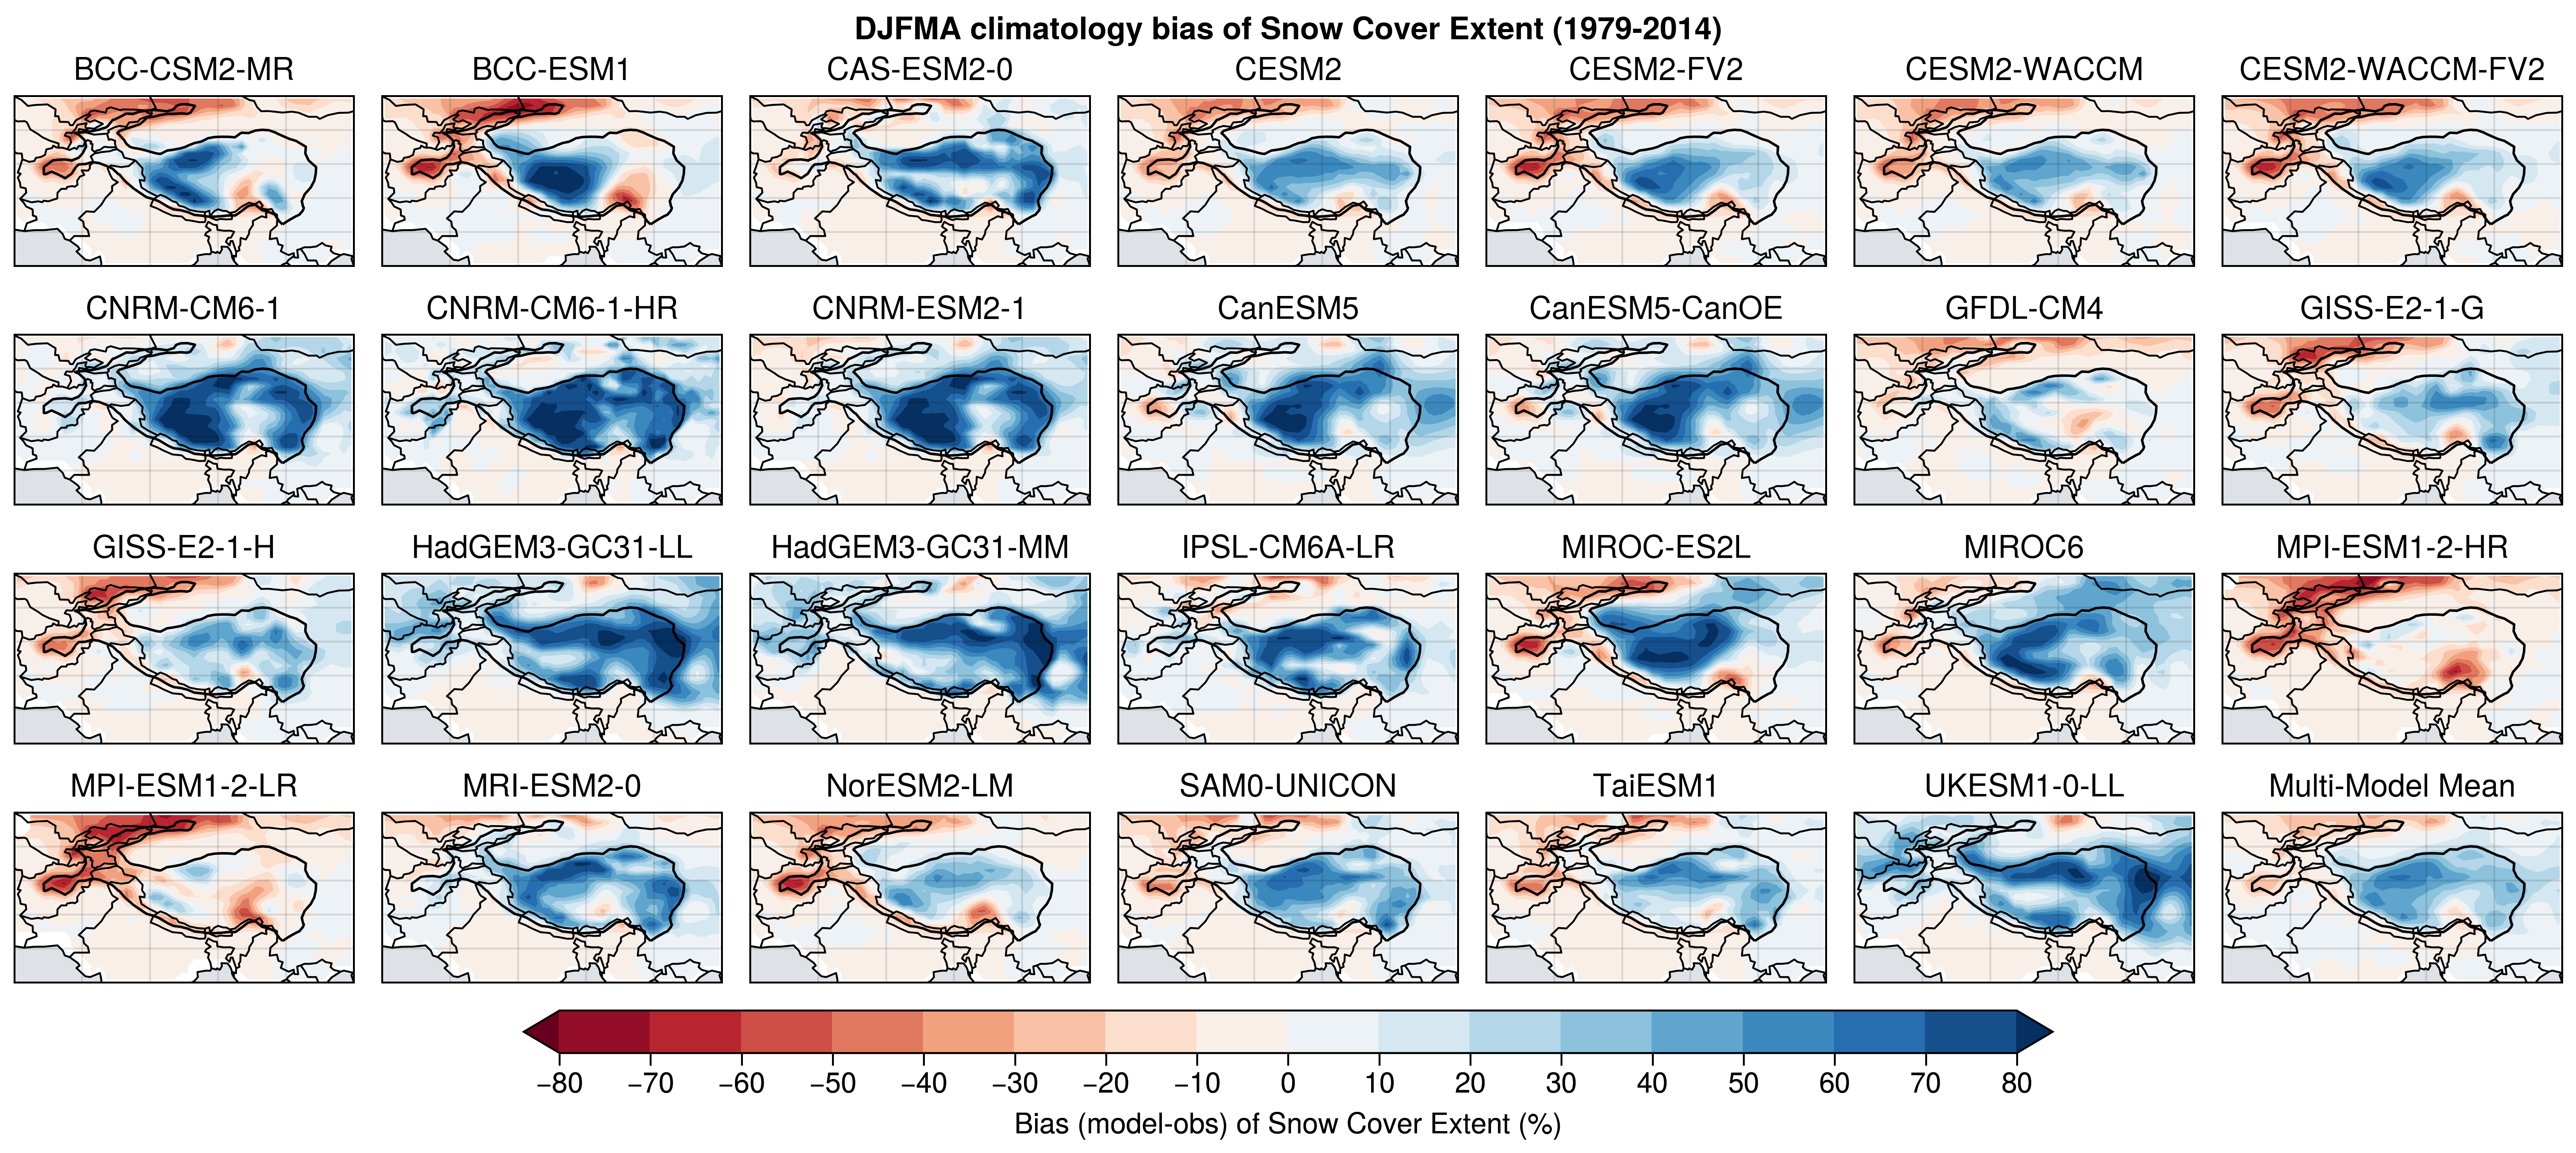 DJFMA climatology bias of Snow Cover Extent (1979-2014)
BCC-CSM2-MR BCC-ESM1 CAS-ESM2-0 CESM2 CESM2-FV2 CESM2-WACCM CESM2-WACCM-FV2
CNRM-CM6-1 CNRM-CM6-1-HR CNRM-ESM2-1 CanESM5 CanESM5-CanOE GFDL-CM4 GISS-E2-1-G
GISS-E2-1-H HadGEM3-GC31-LL HadGEM3-GC31-MM IPSL-CM6A-LR MIROC-ES2L MIROC6 MPI-ESM1-2-HR
MPI-ESM1-2-LR MRI-ESM2-0 NorESM2-LM SAM0-UNICON TaiESM1 UKESM1-0-LL Multi-Model Mean
−80 −70 −60 −50 −40 −30 −20 −10 0 10 20 30 40 50 60 70 80
Bias (model-obs) of Snow Cover Extent (%)